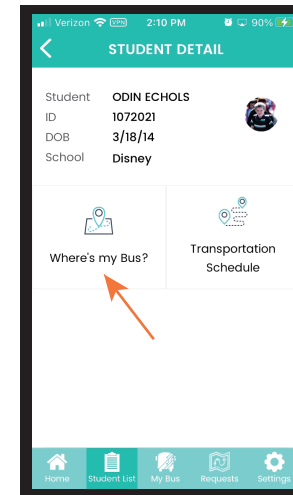 Verizon VPN 2:10 PM 90%
STUDENT DETAIL
Student ODIN ECHOLS
ID 1072021
DOB 3/18/14
School Disney
Where's my Bus?
Transportation
Schedule
Home Student List My Bus Requests Settings